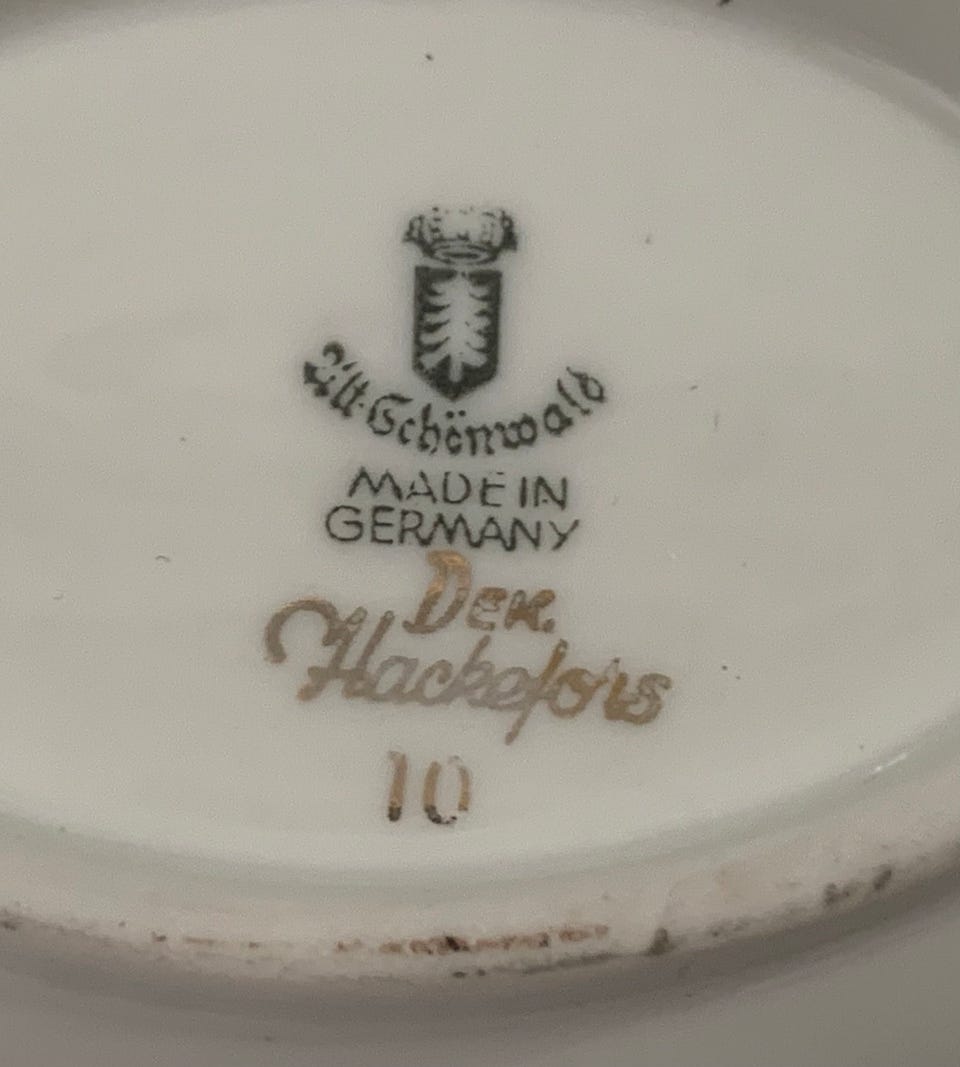 Alt-Schönwald
MADE IN
GERMANY
Dek.
Hackefors
10